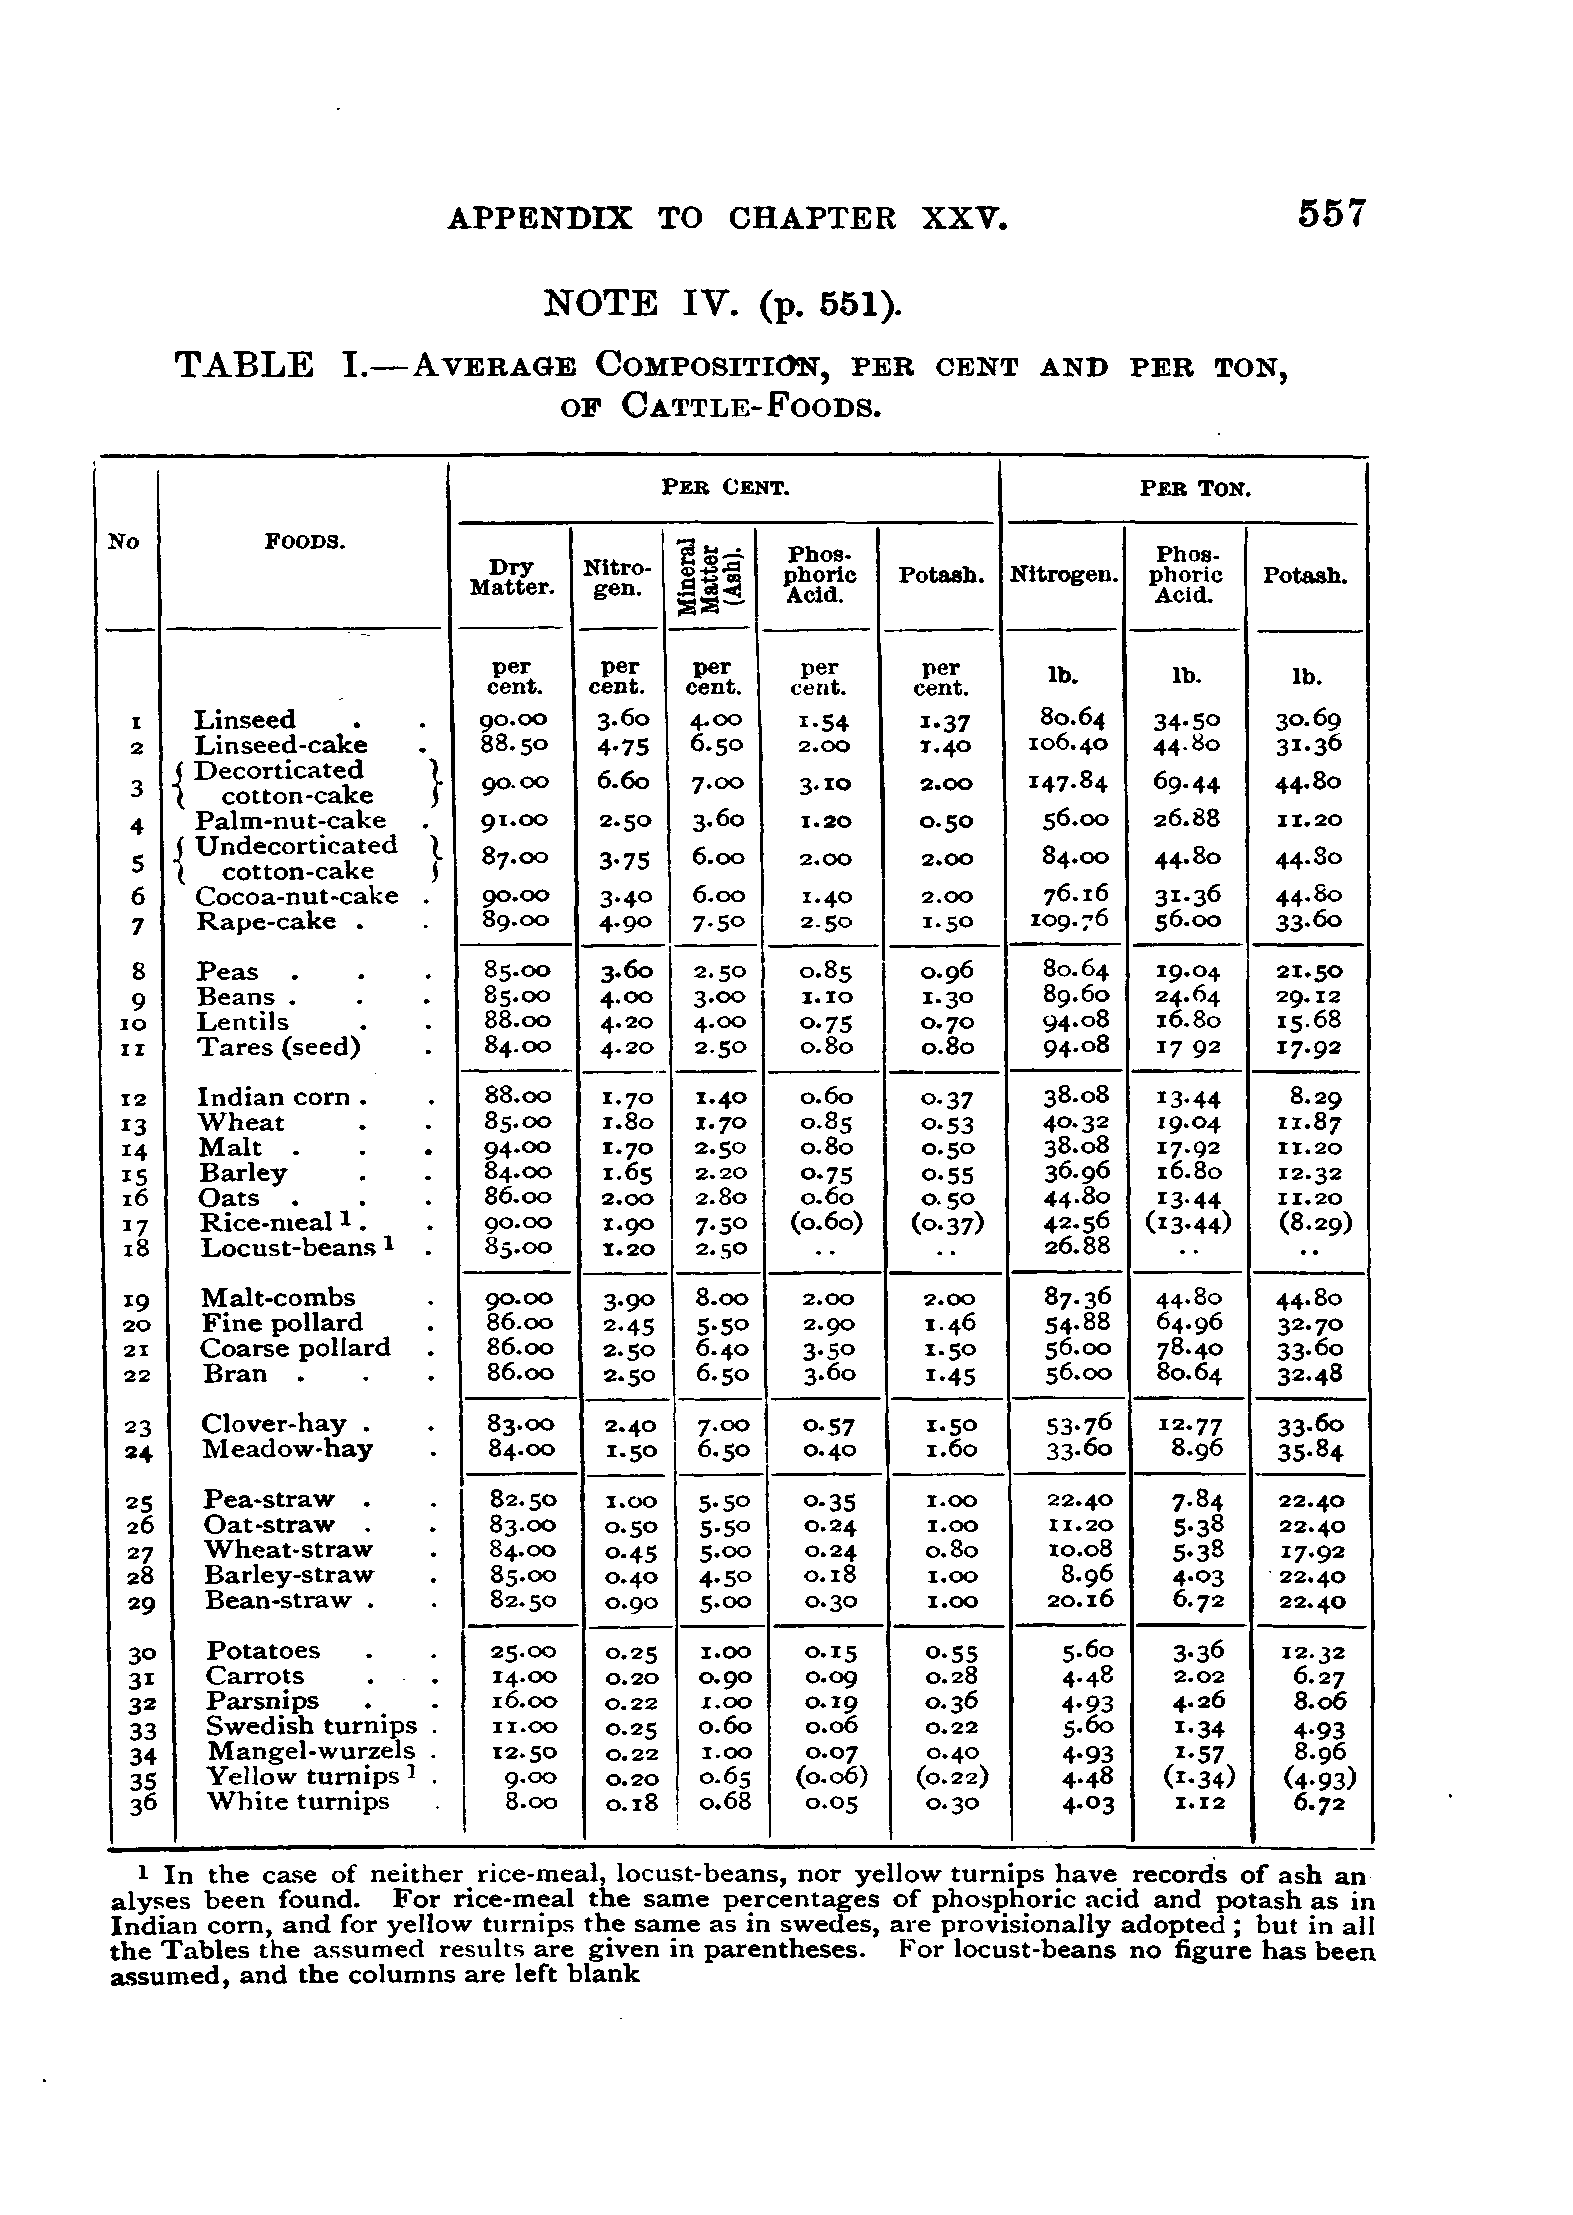 APPENDIX TO CHAPTER XXV. 557
NOTE IV. (p. 551).
TABLE I.—AVERAGE COMPOSITION, PER CENT AND PER TON,
OF CATTLE-FOODS.
No FOODS. PER CENT. PER TON.
Dry Matter. Nitro-gen. Mineral Matter (Ash). Phos-phoric Acid. Potash. Nitrogen. Phos-phoric Acid. Potash.
per cent. per cent. per cent. per cent. per cent. lb. lb. lb.
1 Linseed . . 90.00 3.60 4.00 1.54 1.37 80.64 34.50 30.69
2 Linseed-cake . 88.50 4.75 6.50 2.00 1.40 106.40 44.80 31.36
3 { Decorticated cotton-cake } 90.00 6.60 7.00 3.10 2.00 147.84 69.44 44.80
4 Palm-nut-cake . 91.00 2.50 3.60 1.20 0.50 56.00 26.88 11.20
5 { Undecorticated cotton-cake } 87.00 3.75 6.00 2.00 2.00 84.00 44.80 44.80
6 Cocoa-nut-cake . 90.00 3.40 6.00 1.40 2.00 76.16 31.36 44.80
7 Rape-cake . . 89.00 4.90 7.50 2.50 1.50 109.76 56.00 33.60
8 Peas . . . 85.00 3.60 2.50 0.85 0.96 80.64 19.04 21.50
9 Beans . . . 85.00 4.00 3.00 1.10 1.30 89.60 24.64 29.12
10 Lentils . . 88.00 4.20 4.00 0.75 0.70 94.08 16.80 15.68
11 Tares (seed) . 84.00 4.20 2.50 0.80 0.80 94.08 17 92 17.92
12 Indian corn . . 88.00 1.70 1.40 0.60 0.37 38.08 13.44 8.29
13 Wheat . . 85.00 1.80 1.70 0.85 0.53 40.32 19.04 11.87
14 Malt . . . 94.00 1.70 2.50 0.80 0.50 38.08 17.92 11.20
15 Barley . . 84.00 1.65 2.20 0.75 0.55 36.96 16.80 12.32
16 Oats . . . 86.00 2.00 2.80 0.60 0.50 44.80 13.44 11.20
17 Rice-meal 1 . . 90.00 1.90 7.50 (0.60) (0.37) 42.56 (13.44) (8.29)
18 Locust-beans 1 . 85.00 1.20 2.50 .. .. 26.88 .. ..
19 Malt-combs . 90.00 3.90 8.00 2.00 2.00 87.36 44.80 44.80
20 Fine pollard . 86.00 2.45 5.50 2.90 1.46 54.88 64.96 32.70
21 Coarse pollard . 86.00 2.50 6.40 3.50 1.50 56.00 78.40 33.60
22 Bran . . . 86.00 2.50 6.50 3.60 1.45 56.00 80.64 32.48
23 Clover-hay . . 83.00 2.40 7.00 0.57 1.50 53.76 12.77 33.60
24 Meadow-hay . 84.00 1.50 6.50 0.40 1.60 33.60 8.96 35.84
25 Pea-straw . . 82.50 1.00 5.50 0.35 1.00 22.40 7.84 22.40
26 Oat-straw . . 83.00 0.50 5.50 0.24 1.00 11.20 5.38 22.40
27 Wheat-straw . 84.00 0.45 5.00 0.24 0.80 10.08 5.38 17.92
28 Barley-straw . 85.00 0.40 4.50 0.18 1.00 8.96 4.03 22.40
29 Bean-straw . . 82.50 0.90 5.00 0.30 1.00 20.16 6.72 22.40
30 Potatoes . . 25.00 0.25 1.00 0.15 0.55 5.60 3.36 12.32
31 Carrots . . 14.00 0.20 0.90 0.09 0.28 4.48 2.02 6.27
32 Parsnips . . 16.00 0.22 1.00 0.19 0.36 4.93 4.26 8.06
33 Swedish turnips . 11.00 0.25 0.60 0.06 0.22 5.60 1.34 4.93
34 Mangel-wurzels . 12.50 0.22 1.00 0.07 0.40 4.93 1.57 8.96
35 Yellow turnips 1 . 9.00 0.20 0.65 (0.06) (0.22) 4.48 (1.34) (4.93)
36 White turnips . 8.00 0.18 0.68 0.05 0.30 4.03 1.12 6.72
1 In the case of neither rice-meal, locust-beans, nor yellow turnips have records of ash an
alyses been found. For rice-meal the same percentages of phosphoric acid and potash as in
Indian corn, and for yellow turnips the same as in swedes, are provisionally adopted ; but in all
the Tables the assumed results are given in parentheses. For locust-beans no figure has been
assumed, and the columns are left blank